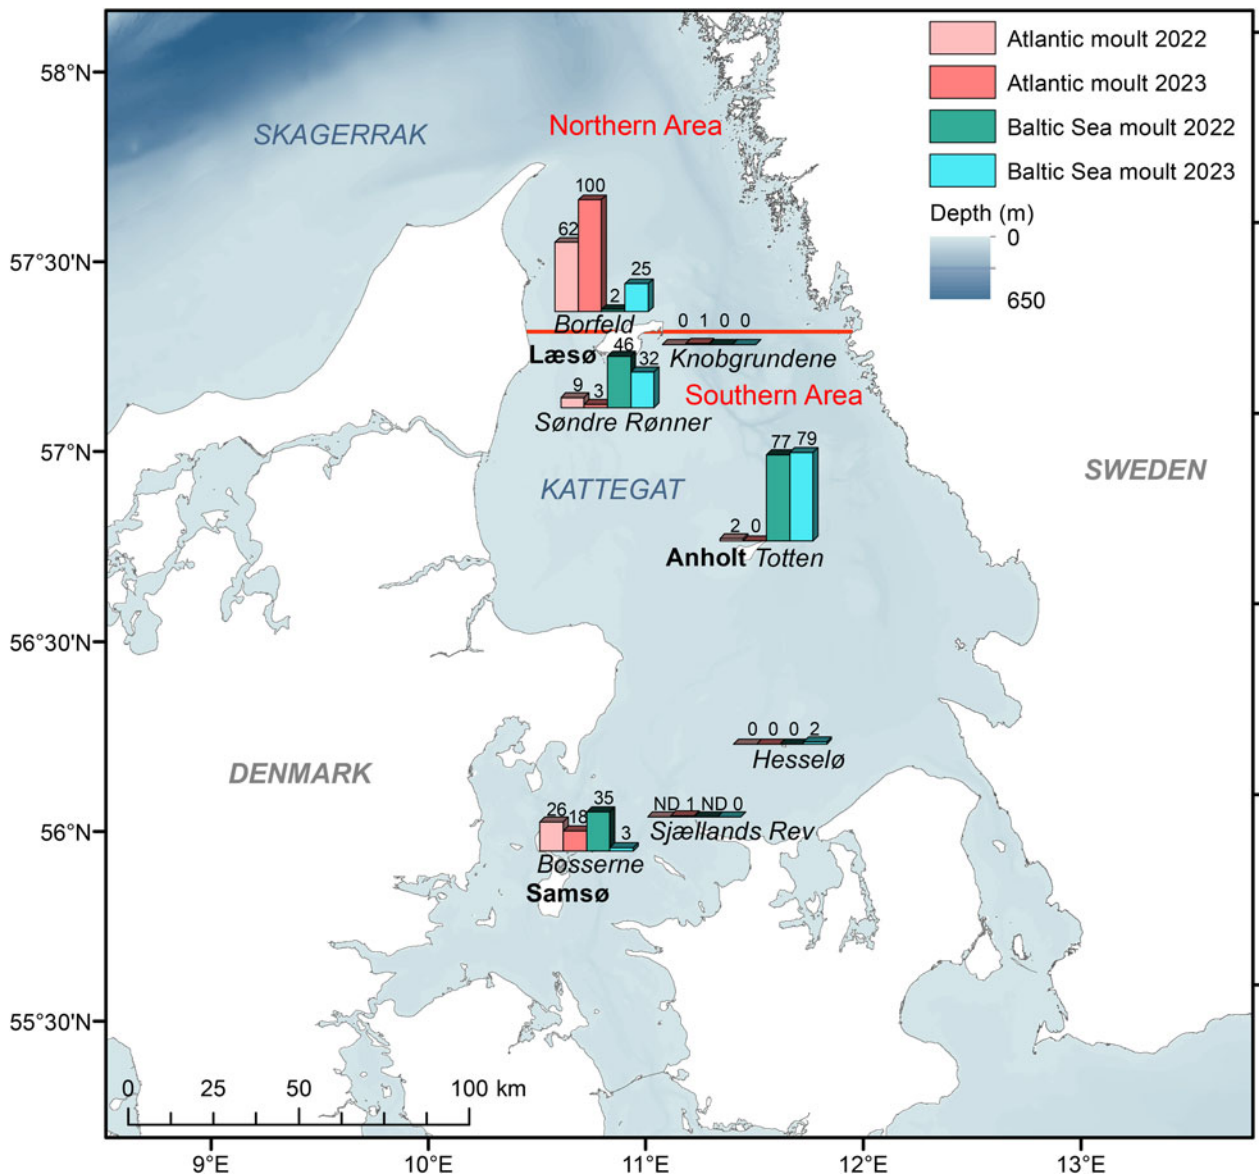 Atlantic moult 2022
Atlantic moult 2023
Baltic Sea moult 2022
Baltic Sea moult 2023
Depth (m)
0
650
58°N
57°30'N
57°N
56°30'N
56°N
55°30'N
SKAGERRAK
Northern Area
62 100 2 25
Borfeld
Læsø
0 1 0 0
Knobgrundene
9 3 46 32
Søndre Rønner
Southern Area
KATTEGAT
SWEDEN
2 0 77 79
Anholt Totten
0 0 0 2
Hesselø
DENMARK
ND 1 ND 0
Sjællands Rev
26 18 35 3
Bosserne
Samsø
0 25 50 100 km
9°E 10°E 11°E 12°E 13°E